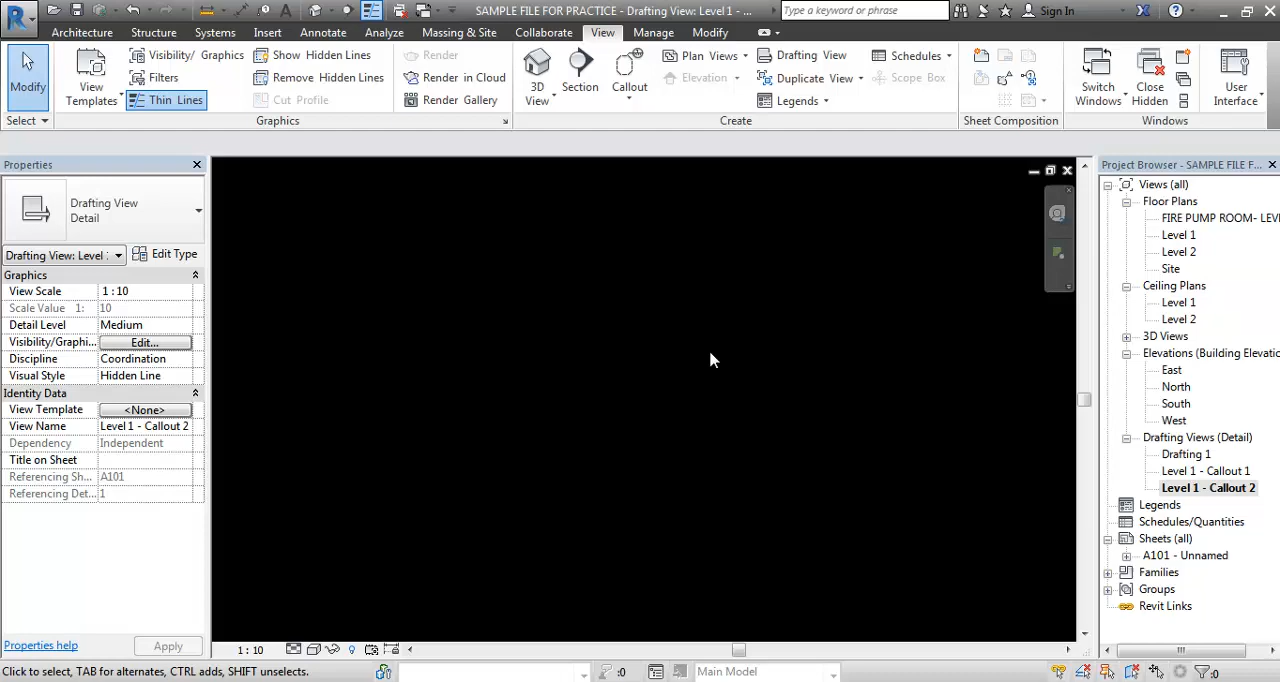 SAMPLE FILE FOR PRACTICE - Drafting View: Level 1 - ...
Type a keyword or phrase
Sign In
Architecture Structure Systems Insert Annotate Analyze Massing & Site Collaborate View Manage Modify
Modify
View Templates
Visibility/ Graphics
Filters
Thin Lines
Show Hidden Lines
Remove Hidden Lines
Cut Profile
Render
Render in Cloud
Render Gallery
3D View
Section
Callout
Plan Views
Elevation
Drafting View
Duplicate View
Legends
Schedules
Scope Box
Switch Windows
Close Hidden
User Interface
Select Graphics Create Sheet Composition Windows
Properties
Drafting View
Detail
Drafting View: Level
Edit Type
Graphics
View Scale 1 : 10
Scale Value 1: 10
Detail Level Medium
Visibility/Graphi... Edit...
Discipline Coordination
Visual Style Hidden Line
Identity Data
View Template <None>
View Name Level 1 - Callout 2
Dependency Independent
Title on Sheet
Referencing Sh... A101
Referencing Det... 1
Properties help
Apply
Project Browser - SAMPLE FILE F...
Views (all)
Floor Plans
FIRE PUMP ROOM- LEV
Level 1
Level 2
Site
Ceiling Plans
Level 1
Level 2
3D Views
Elevations (Building Elevatio
East
North
South
West
Drafting Views (Detail)
Drafting 1
Level 1 - Callout 1
Level 1 - Callout 2
Legends
Schedules/Quantities
Sheets (all)
A101 - Unnamed
Families
Groups
Revit Links
1 : 10
Click to select, TAB for alternates, CTRL adds, SHIFT unselects.
:0
Main Model
:0